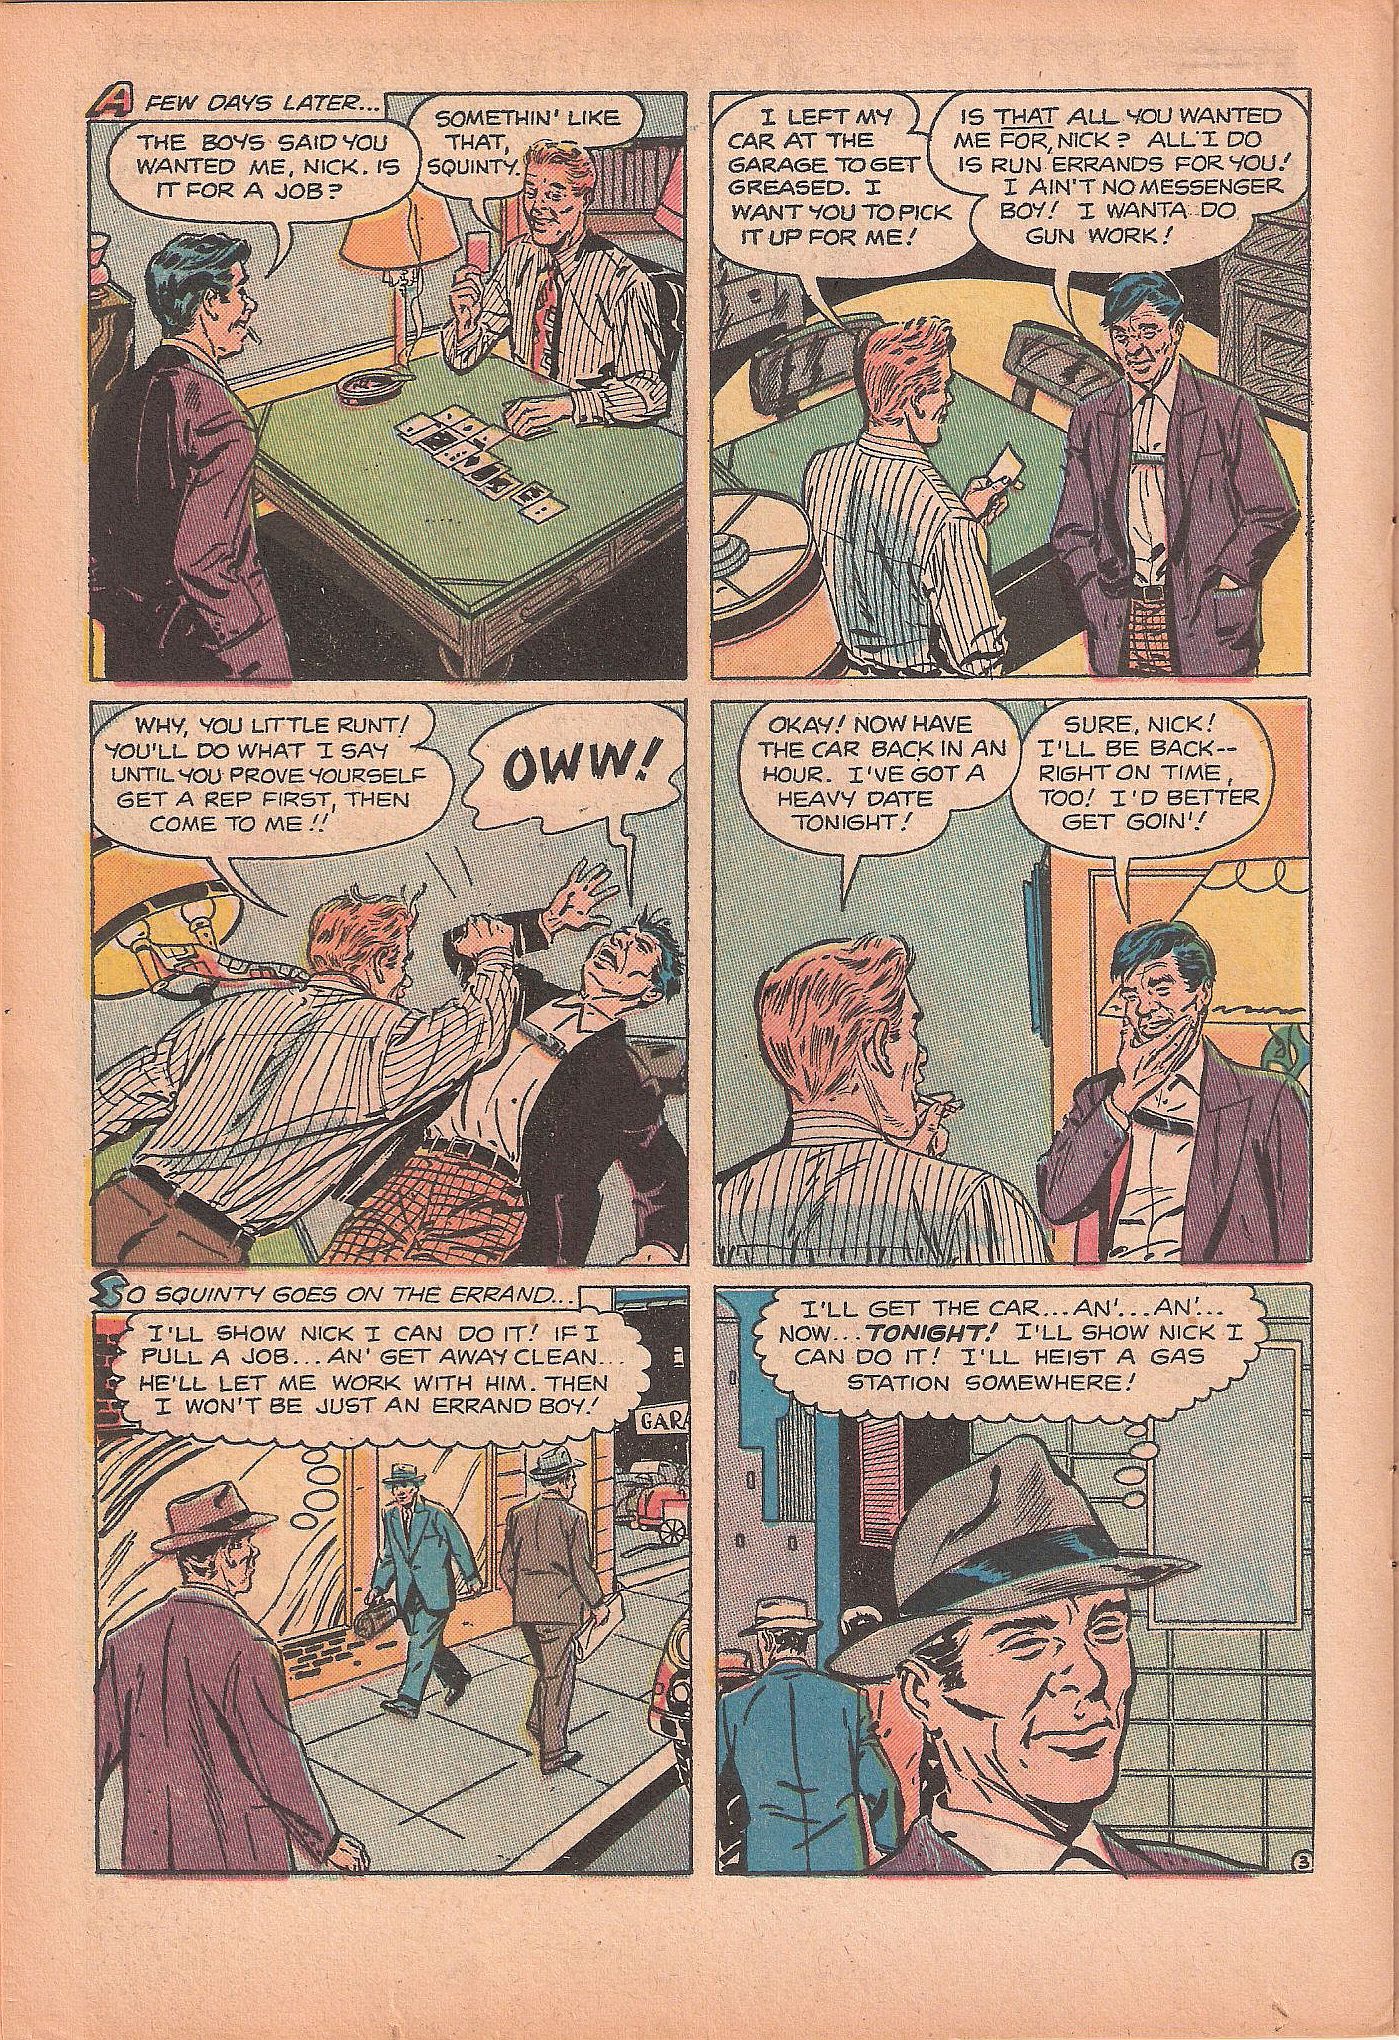 A FEW DAYS LATER...
THE BOYS SAID YOU
WANTED ME, NICK. IS
IT FOR A JOB?
SOMETHIN' LIKE
THAT,
SQUINTY.
I LEFT MY
CAR AT THE
GARAGE TO GET
GREASED. I
WANT YOU TO PICK
IT UP FOR ME!
IS THAT ALL YOU WANTED
ME FOR, NICK? ALL I DO
IS RUN ERRANDS FOR YOU!
I AIN'T NO MESSENGER
BOY! I WANTA DO
GUN WORK!
WHY, YOU LITTLE RUNT!
YOU'LL DO WHAT I SAY
UNTIL YOU PROVE YOURSELF
GET A REP FIRST, THEN
COME TO ME!!
OWW!
OKAY! NOW HAVE
THE CAR BACK IN AN
HOUR. I'VE GOT A
HEAVY DATE
TONIGHT!
SURE, NICK!
I'LL BE BACK--
RIGHT ON TIME,
TOO! I'D BETTER
GET GOIN'!
SO SQUINTY GOES ON THE ERRAND...
I'LL SHOW NICK I CAN DO IT! IF I
PULL A JOB... AN' GET AWAY CLEAN...
HE'LL LET ME WORK WITH HIM. THEN
I WON'T BE JUST AN ERRAND BOY!
GARA
I'LL GET THE CAR... AN'... AN'...
NOW... TONIGHT! I'LL SHOW NICK I
CAN DO IT! I'LL HEIST A GAS
STATION SOMEWHERE!
3